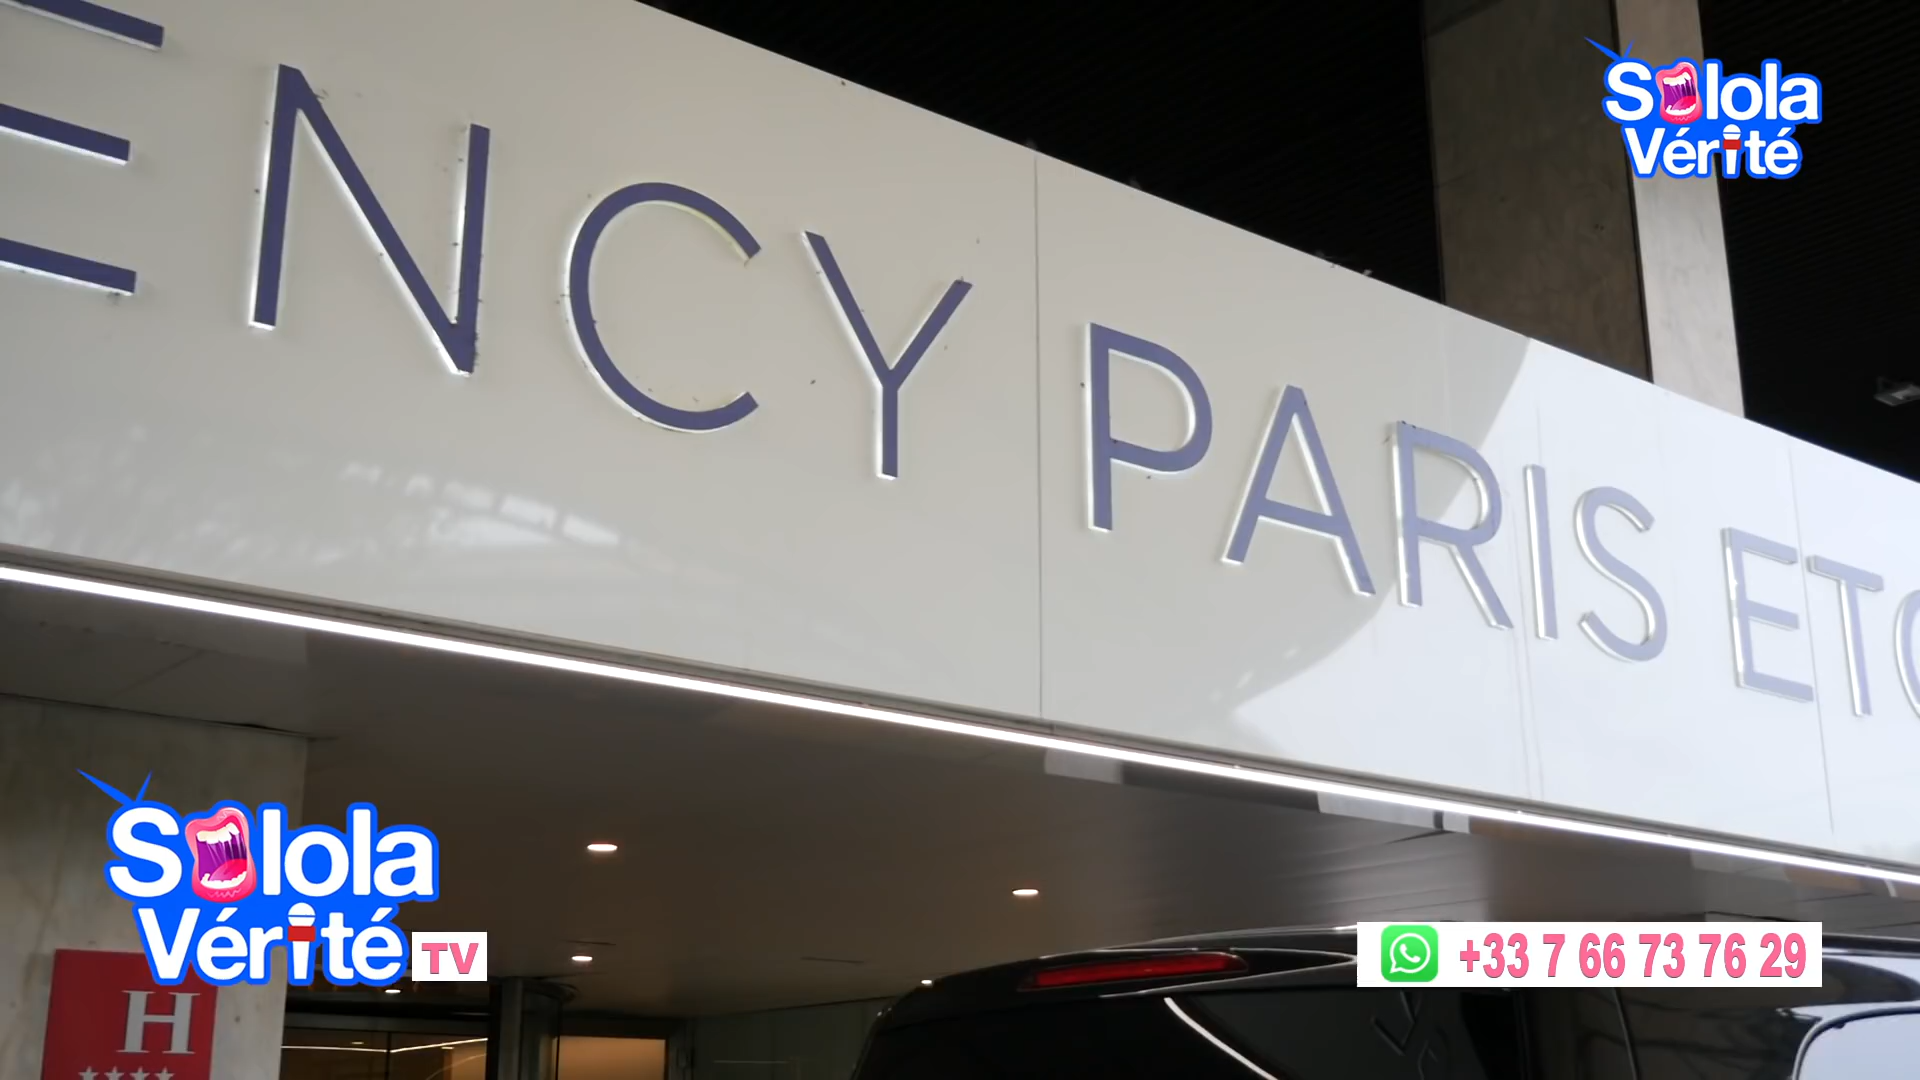 ENCY PARIS ETO
Solola
Vérité
Solola
Vérité TV
+33 7 66 73 76 29
H